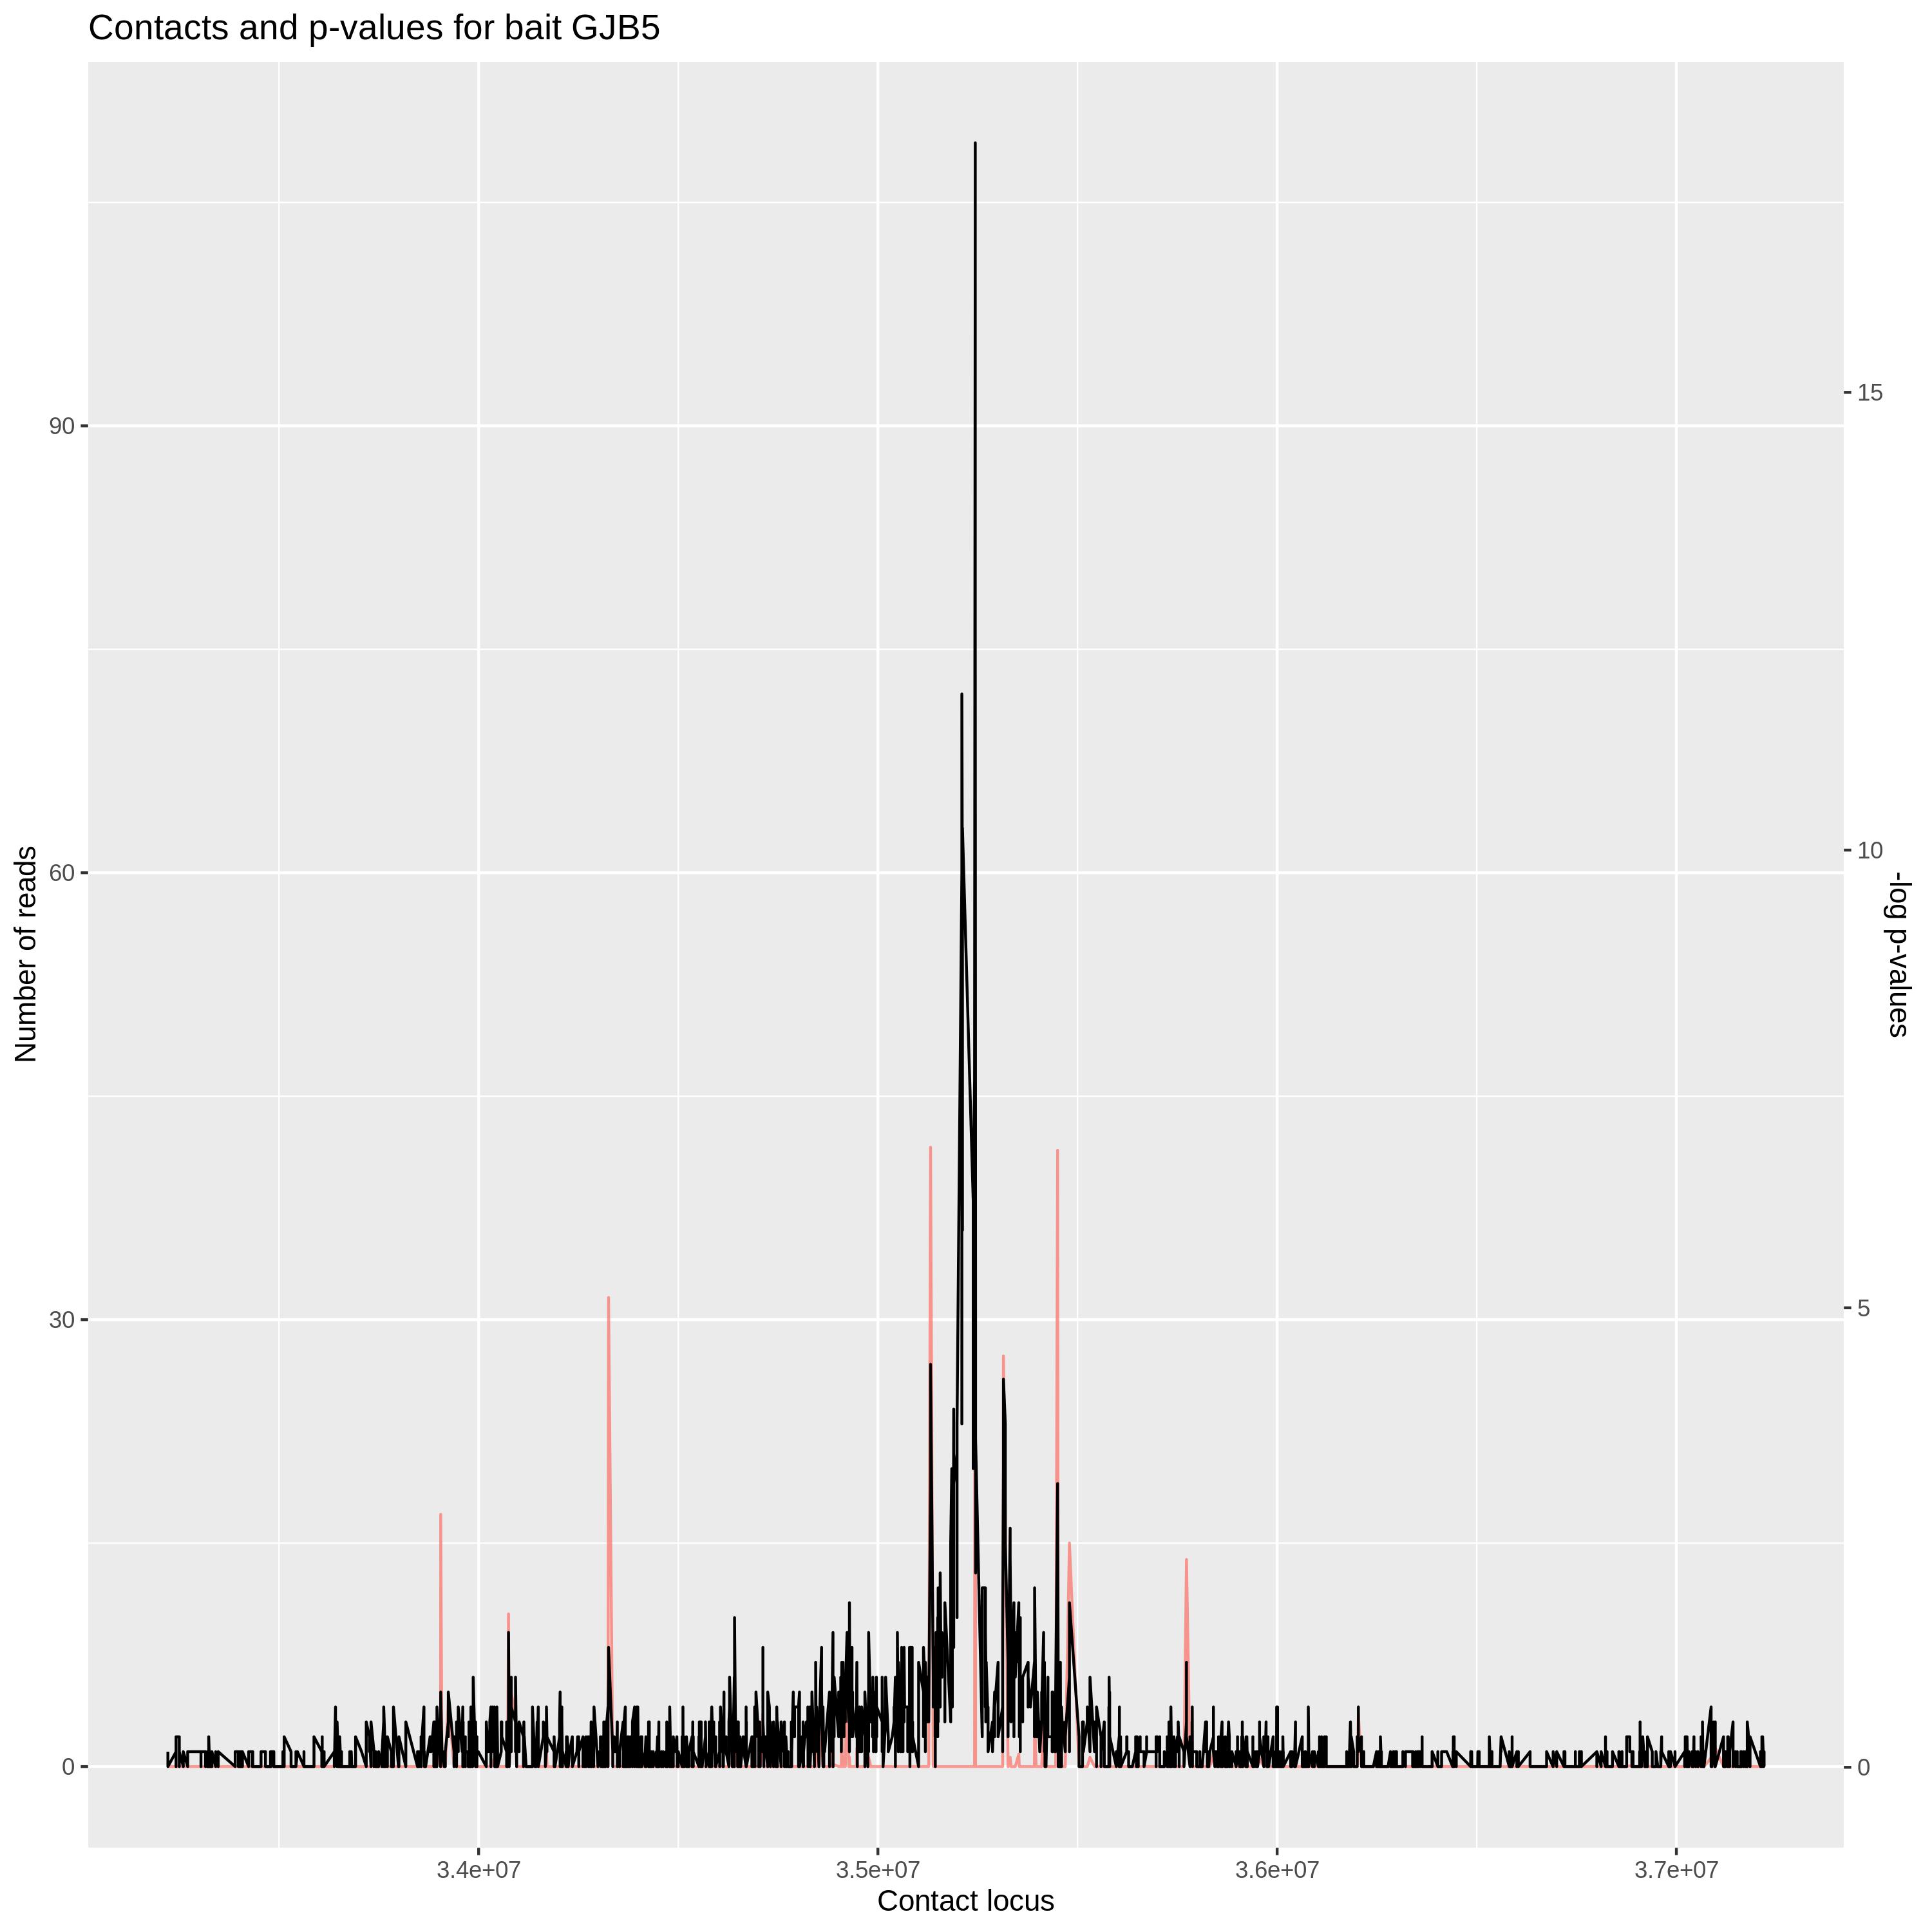 Contacts and p-values for bait GJB5
Number of reads
90
60
30
0
15
10
5
0
-log p-values
3.4e+07
3.5e+07
3.6e+07
3.7e+07
Contact locus